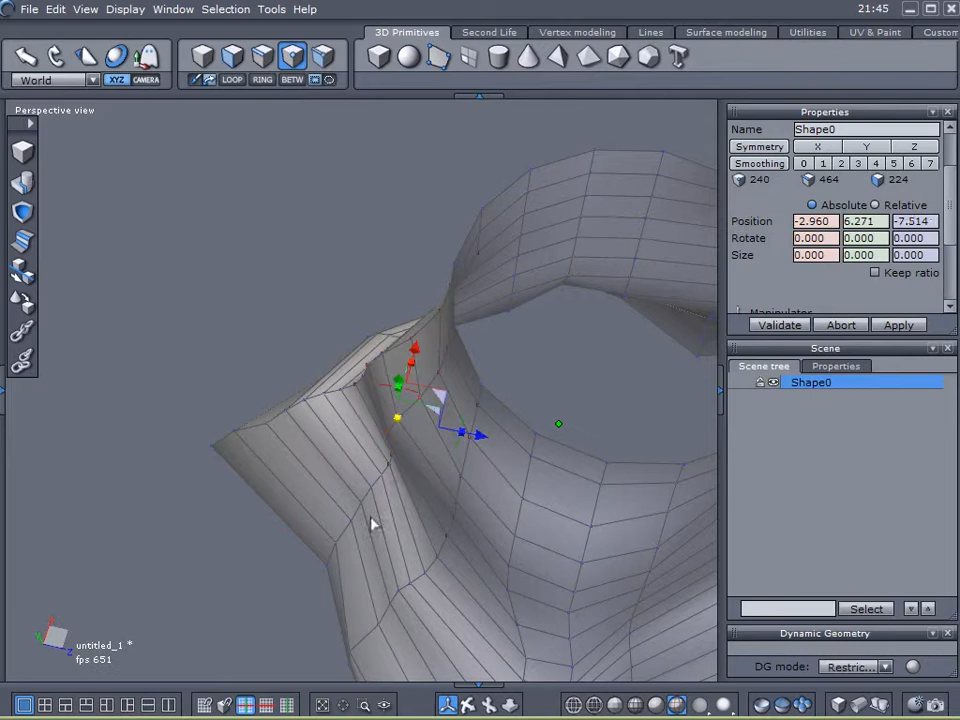 File Edit View Display Window Selection Tools Help 21:45
3D Primitives Second Life Vertex modeling Lines Surface modeling Utilities UV & Paint Custom
World XYZ CAMERA LOOP RING BETW
Perspective view
Properties
Name Shape0
Symmetry X Y Z
Smoothing 0 1 2 3 4 5 6 7
240 464 224
Absolute Relative
Position -2.960 6.271 -7.514
Rotate 0.000 0.000 0.000
Size 0.000 0.000 0.000
Keep ratio
Manipulator
Validate Abort Apply
Scene
Scene tree Properties
Shape0
Select
Dynamic Geometry
DG mode: Restric...
untitled_1 *
fps 651